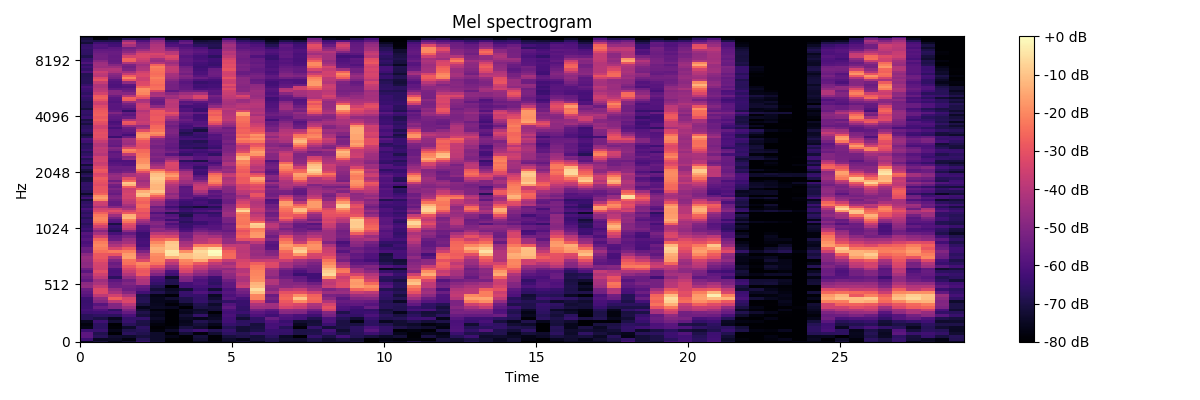 Mel spectrogram
Hz
8192
4096
2048
1024
512
0
0 5 10 15 20 25
Time
+0 dB
-10 dB
-20 dB
-30 dB
-40 dB
-50 dB
-60 dB
-70 dB
-80 dB